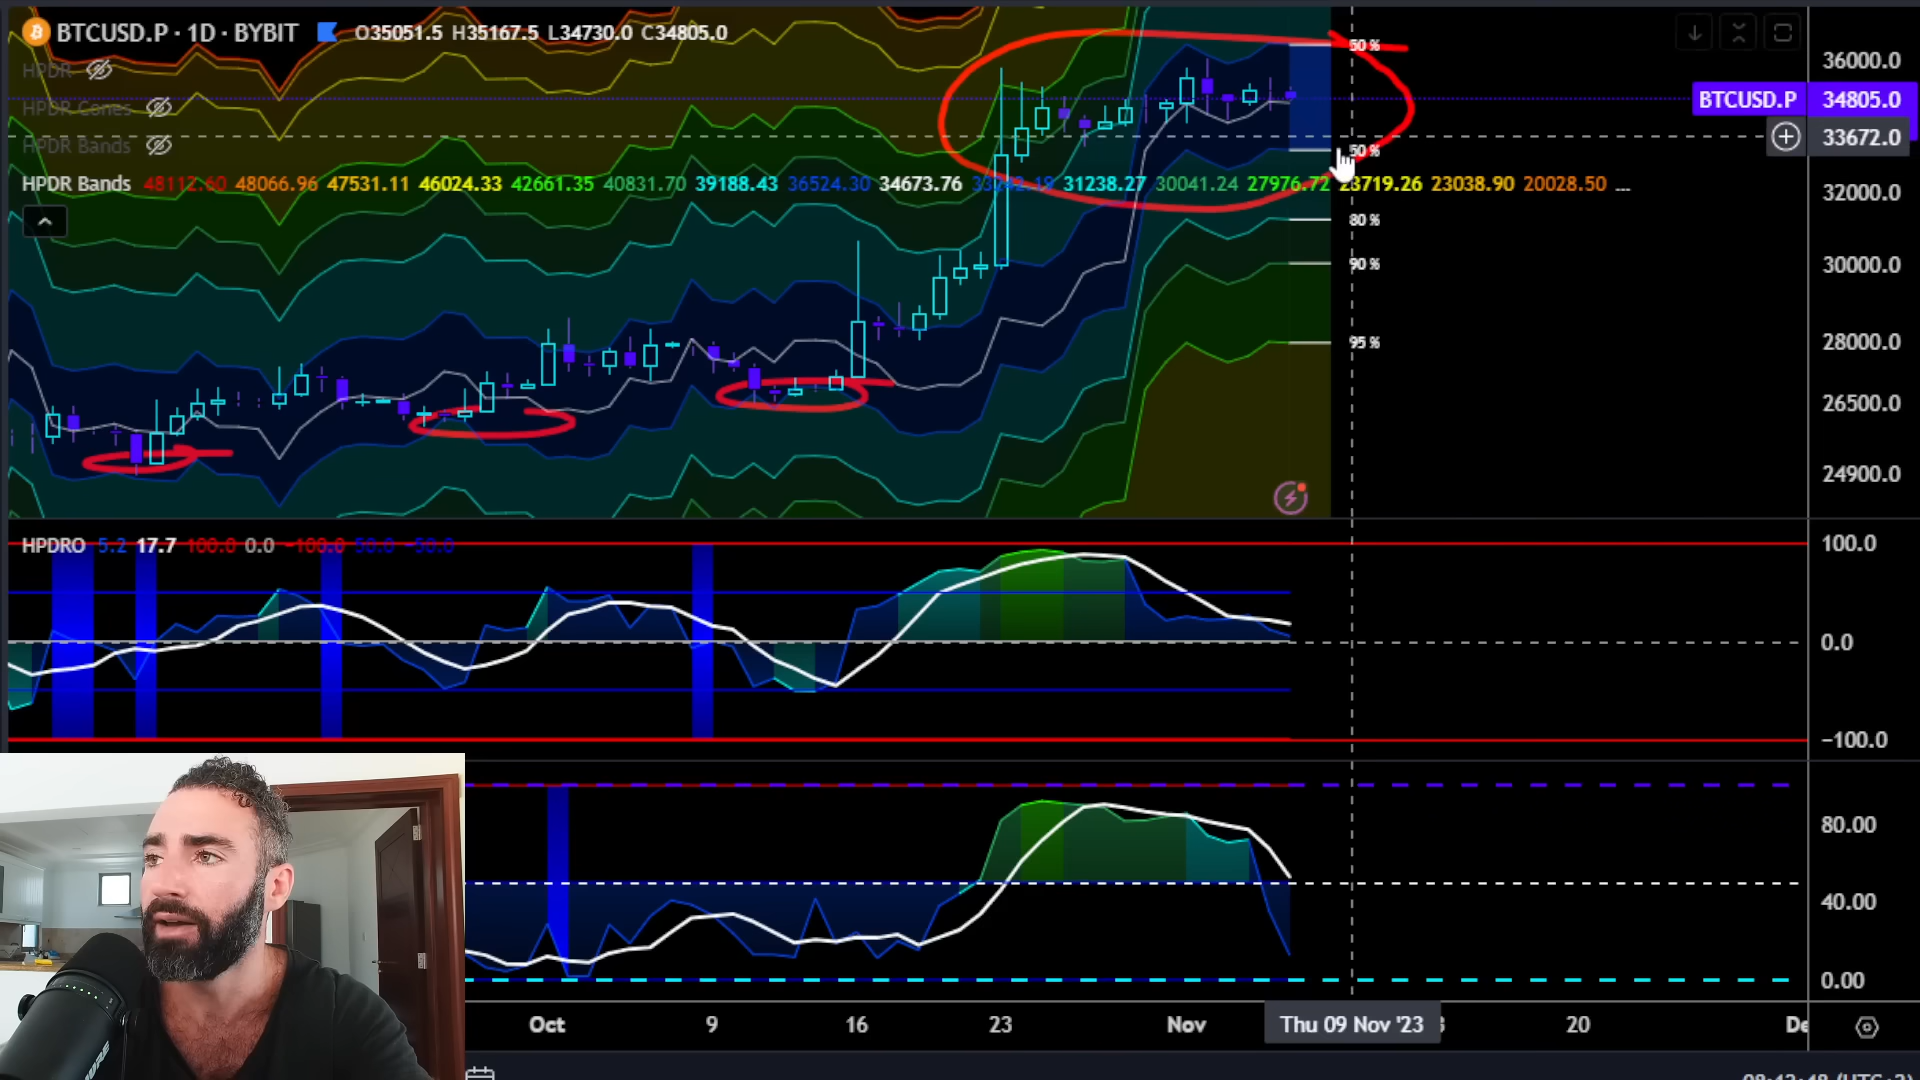 BTCUSD.P · 1D · BYBIT O35051.5 H35167.5 L34730.0 C34805.0
HPDR
HPDR Cones
HPDR Bands
HPDR Bands 48112.60 48066.96 47531.11 46024.33 42661.35 40831.70 39188.43 36524.30 34673.76 31238.27 30041.24 27976.72 23719.26 23038.90 20028.50 ...
50%
50%
80%
90%
95%
36000.0
BTCUSD.P 34805.0
33672.0
32000.0
30000.0
28000.0
26500.0
24900.0
HPDRO 5.2 17.7 100.0 0.0 -100.0 50.0 -50.0
100.0
0.0
-100.0
80.00
40.00
0.00
Oct 9 16 23 Nov Thu 09 Nov '23 20